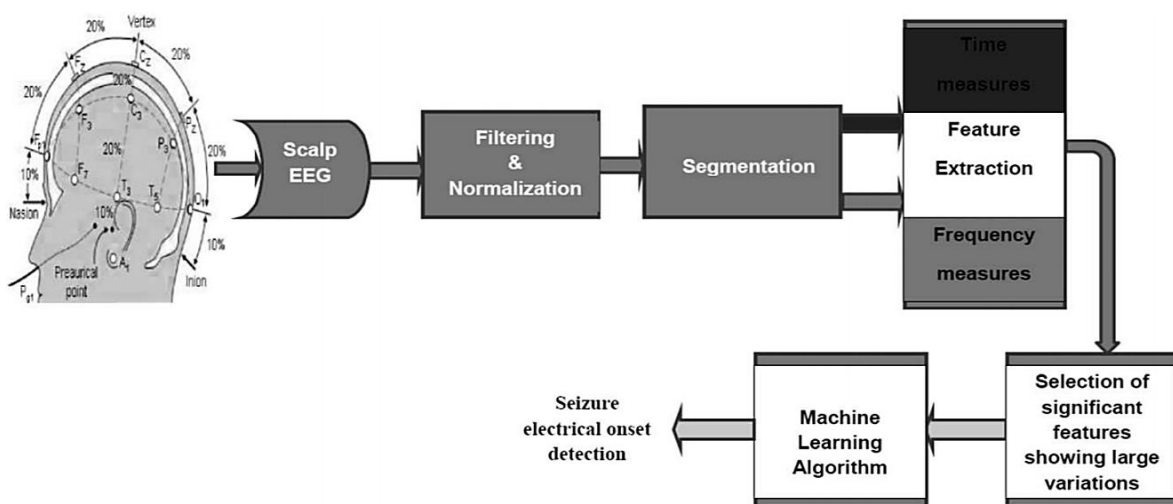 20%
Vertex
20%
Fz
Cz
20%
20%
20%
F3
C3
Pz
P3
20%
20%
Fp1
10%
F7
T3
T5
O1
Nasion
10%
10%
Preaurical
point
A1
Inion
Pg1
Scalp
EEG
Filtering
&
Normalization
Segmentation
Time
measures
Feature
Extraction
Frequency
measures
Selection of
significant
features
showing large
variations
Machine
Learning
Algorithm
Seizure
electrical onset
detection